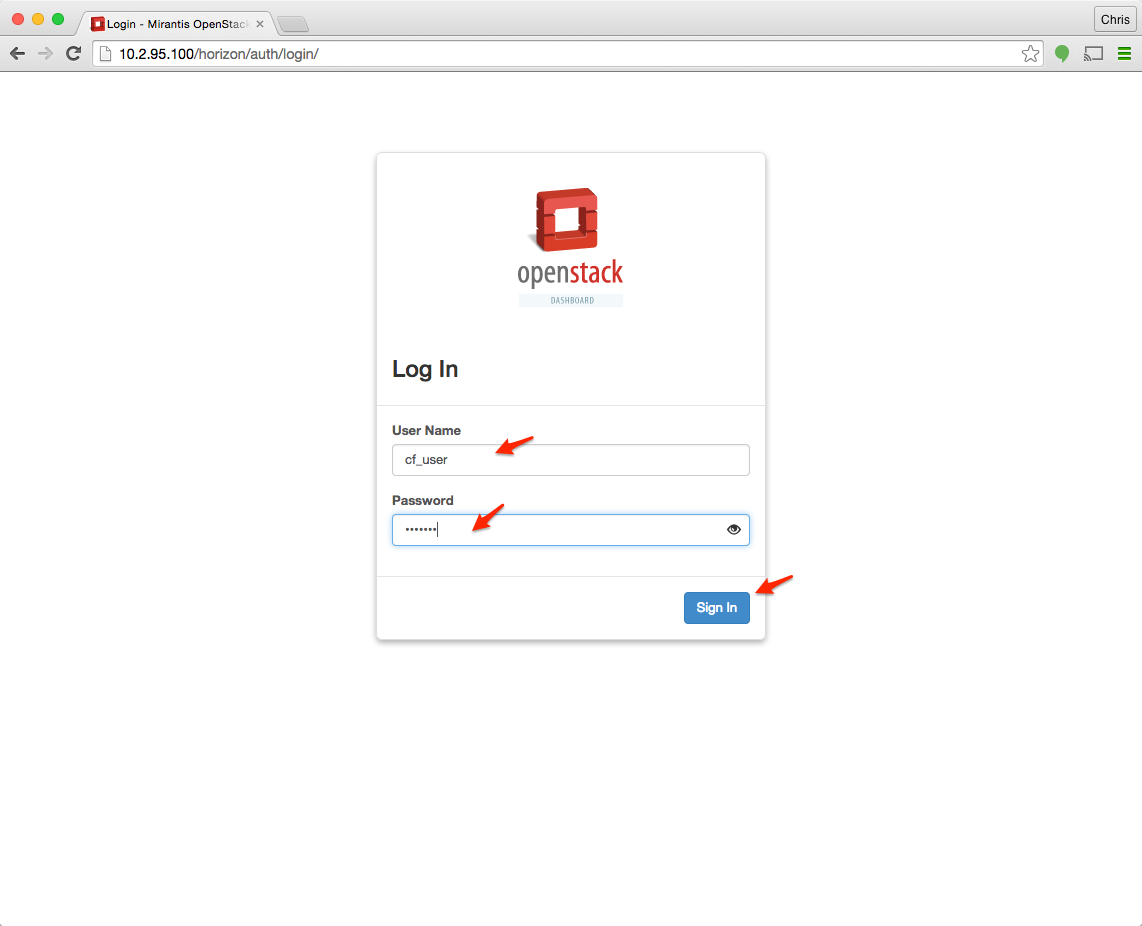 Login - Mirantis OpenStac
Chris
10.2.95.100/horizon/auth/login/
openstack
DASHBOARD
Log In
User Name
cf_user
Password
•••••••
Sign In